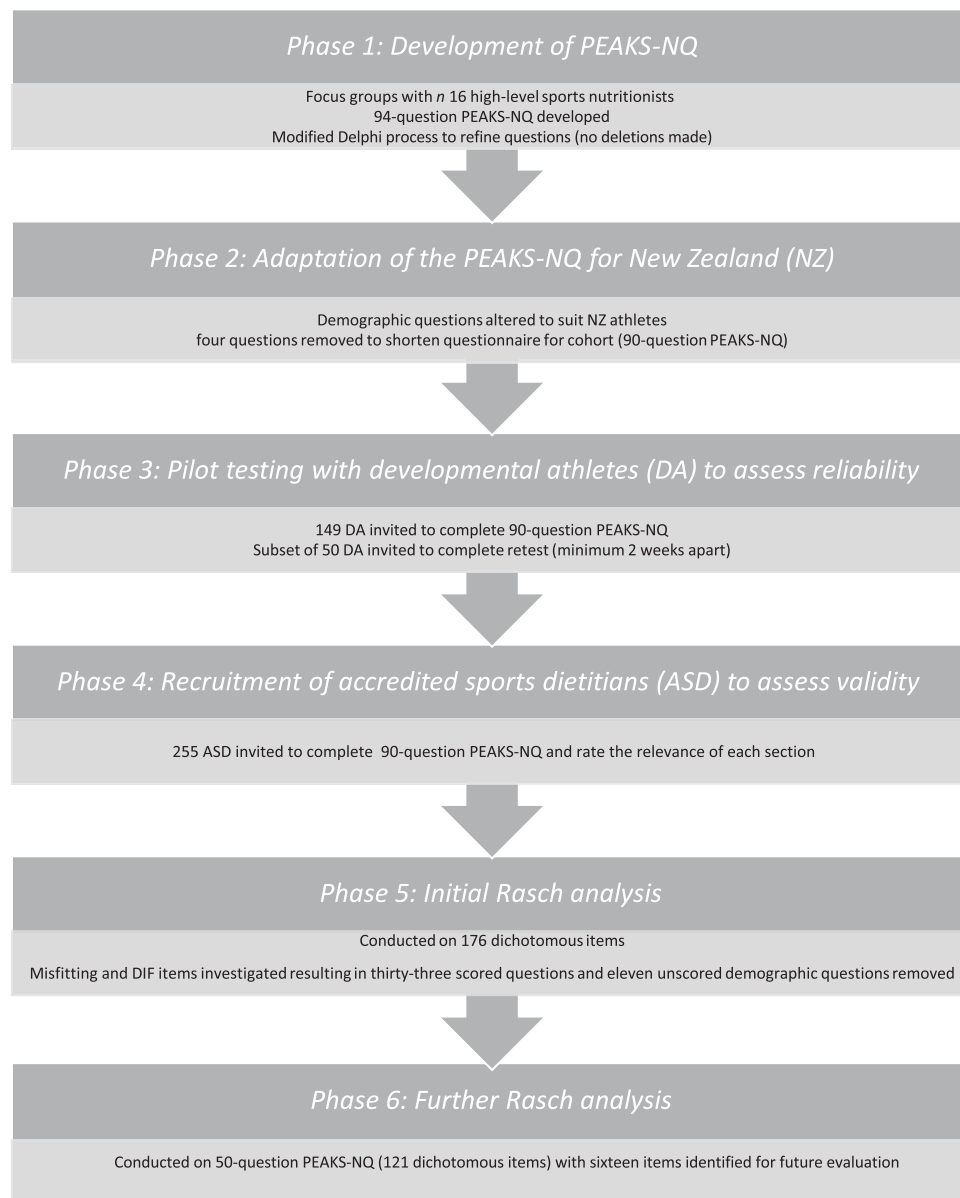 Phase 1: Development of PEAKS-NQ
Focus groups with n 16 high-level sports nutritionists
94-question PEAKS-NQ developed
Modified Delphi process to refine questions (no deletions made)
Phase 2: Adaptation of the PEAKS-NQ for New Zealand (NZ)
Demographic questions altered to suit NZ athletes
four questions removed to shorten questionnaire for cohort (90-question PEAKS-NQ)
Phase 3: Pilot testing with developmental athletes (DA) to assess reliability
149 DA invited to complete 90-question PEAKS-NQ
Subset of 50 DA invited to complete retest (minimum 2 weeks apart)
Phase 4: Recruitment of accredited sports dietitians (ASD) to assess validity
255 ASD invited to complete 90-question PEAKS-NQ and rate the relevance of each section
Phase 5: Initial Rasch analysis
Conducted on 176 dichotomous items
Misfitting and DIF items investigated resulting in thirty-three scored questions and eleven unscored demographic questions removed
Phase 6: Further Rasch analysis
Conducted on 50-question PEAKS-NQ (121 dichotomous items) with sixteen items identified for future evaluation